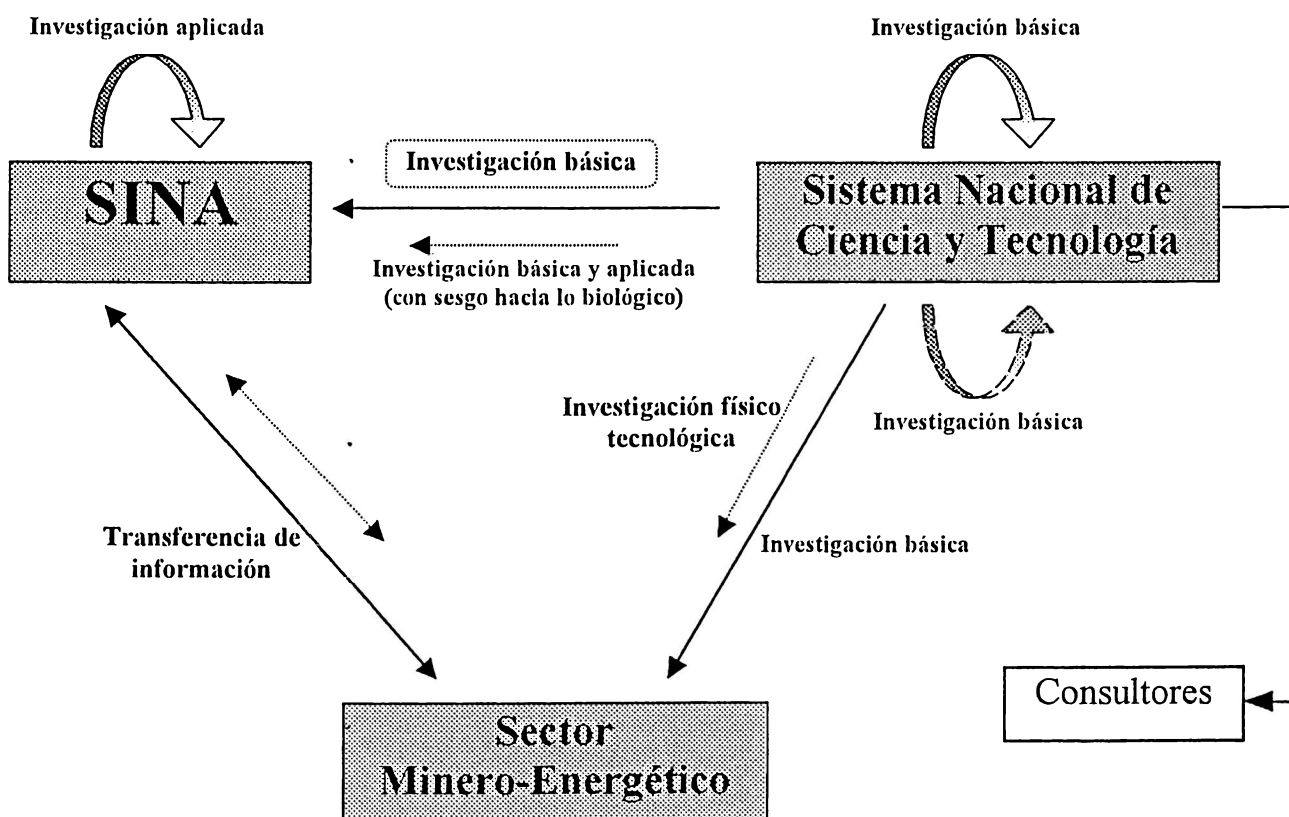 Investigación aplicada
Investigación básica
SINA
Investigación básica
Sistema Nacional de
Ciencia y Tecnología
Investigación básica y aplicada
(con sesgo hacia lo biológico)
Investigación físico
tecnológica
Investigación básica
Transferencia de
información
Investigación básica
Consultores
Sector
Minero-Energético